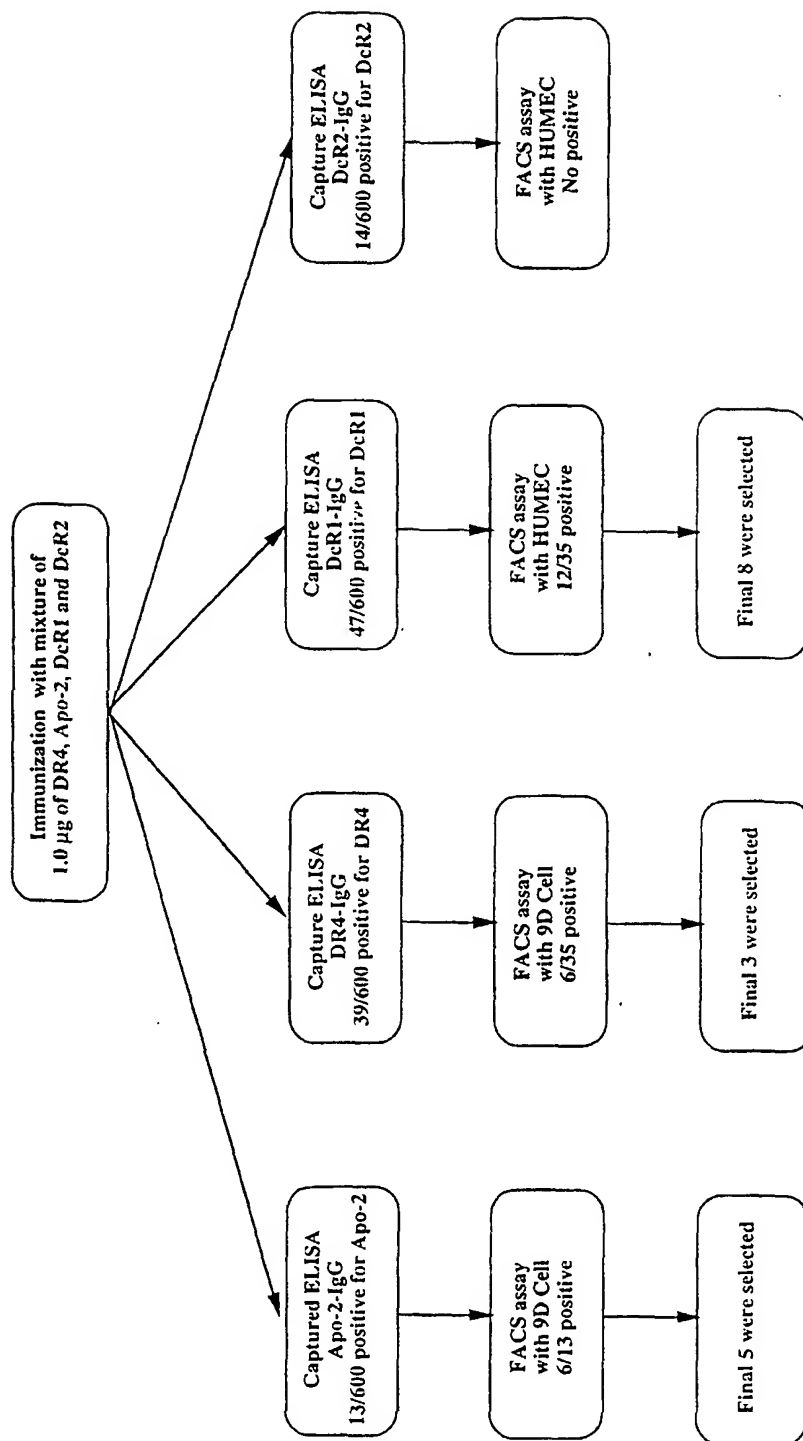 Immunization with mixture of
1.0 µg of DR4, Apo-2, DcR1 and DcR2
Captured ELISA
Apo-2-IgG
13/600 positive for Apo-2
FACS assay
with 9D Cell
6/13 positive
Final 5 were selected
Capture ELISA
DR4-IgG
39/600 positive for DR4
FACS assay
with 9D Cell
6/35 positive
Final 3 were selected
Capture ELISA
DcR1-IgG
47/600 positive for DcR1
FACS assay
with HUMEC
12/35 positive
Final 8 were selected
Capture ELISA
DcR2-IgG
14/600 positive for DcR2
FACS assay
with HUMEC
No positive